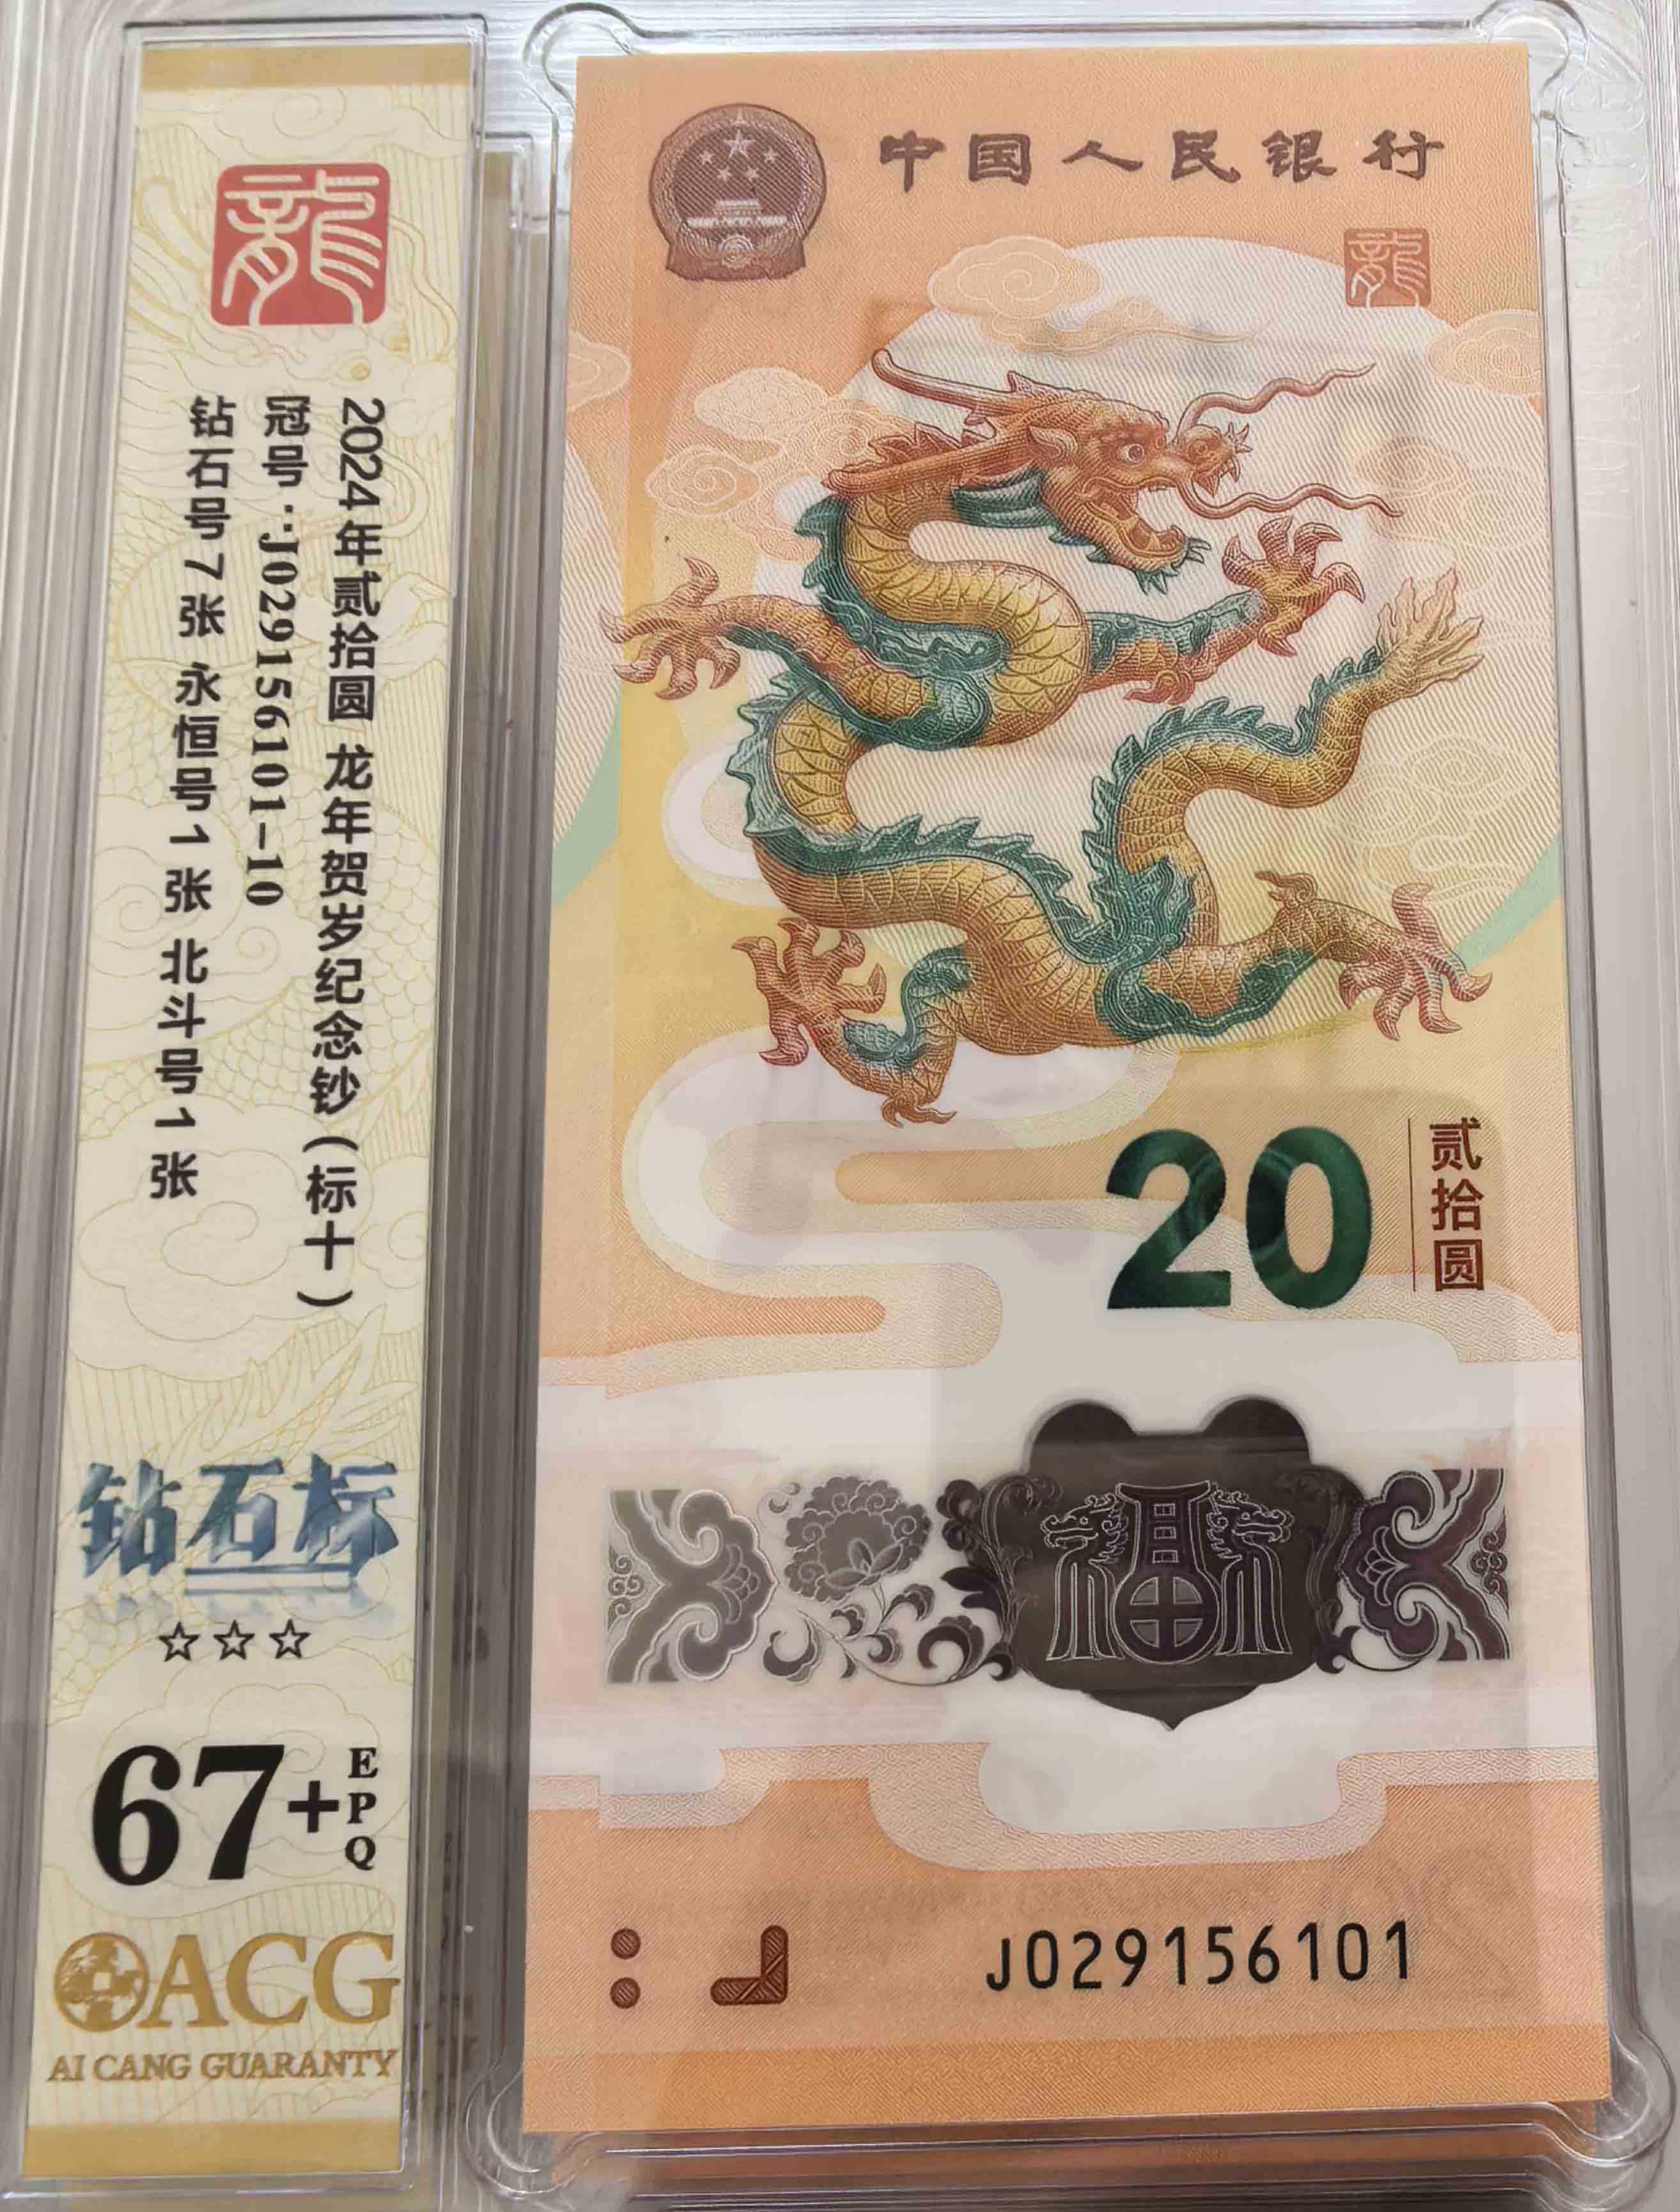 龍
2024年贰拾圆 龙年贺岁纪念钞(标十)
冠号:J029156101-10
钻石号7张 永恒号1张 北斗号1张
钻石标
☆☆☆
67+
EPQ
ACG
AI CANG GUARANTY
中国人民银行
龍
20
贰拾圆
福
J029156101